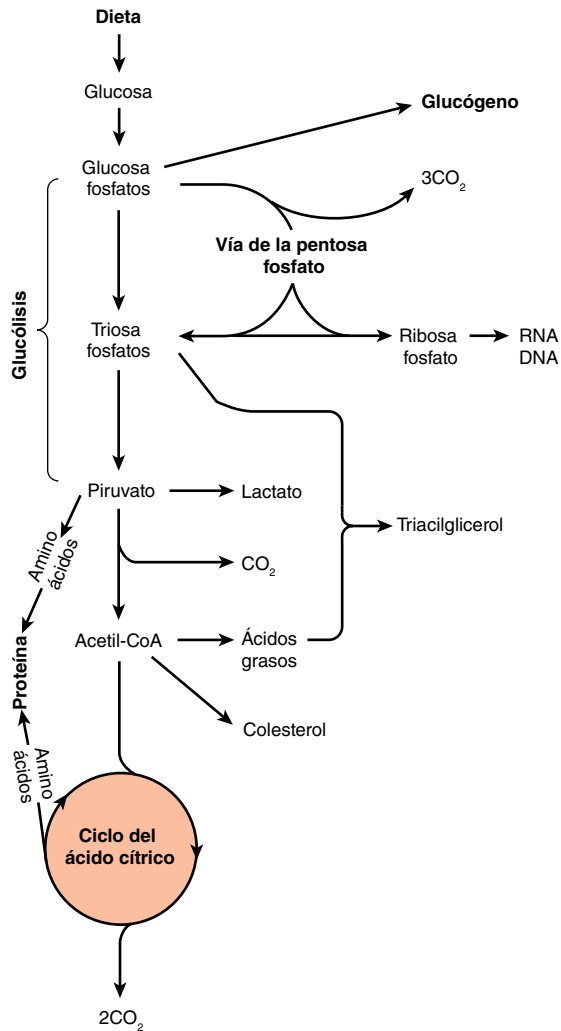 Dieta
Glucosa
Glucógeno
Glucosa
fosfatos
3CO₂
Vía de la pentosa
fosfato
Glucólisis
Triosa
fosfatos
Ribosa
fosfato
RNA
DNA
Piruvato
Lactato
Triacilglicerol
Amino
ácidos
CO₂
Proteína
Acetil-CoA
Ácidos
grasos
Colesterol
Amino
ácidos
Ciclo del
ácido cítrico
2CO₂